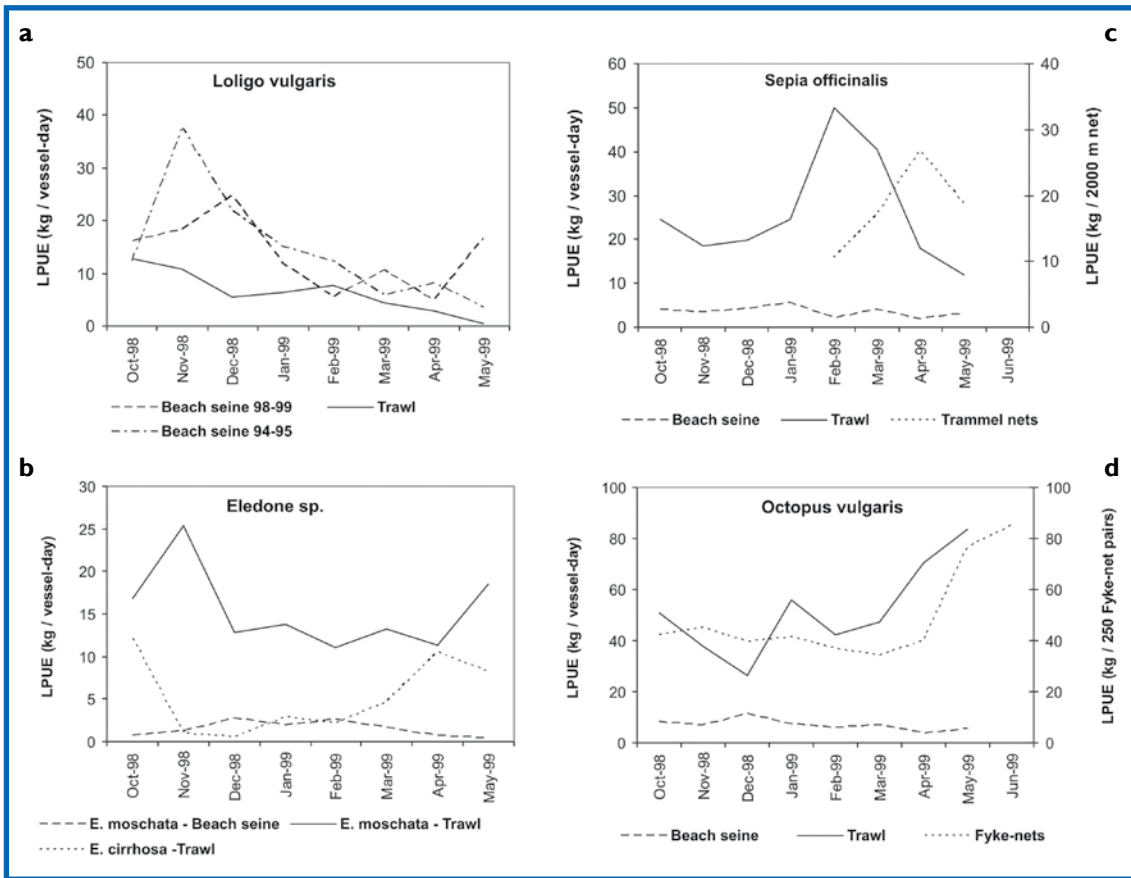 a
Loligo vulgaris
LPUE (kg / vessel-day)
60
50
40
30
20
10
0
Oct-98
Nov-98
Dec-98
Jan-99
Feb-99
Mar-99
Apr-99
May-99
Beach seine 98-99
Trawl
Beach seine 94-95
c
Sepia officinalis
LPUE (kg / vessel-day)
60
50
40
30
20
10
0
LPUE (kg / 2000 m net)
40
30
20
10
0
Oct-98
Nov-98
Dec-98
Jan-99
Feb-99
Mar-99
Apr-99
May-99
Jun-99
Beach seine
Trawl
Trammel nets
b
Eledone sp.
LPUE (kg / vessel-day)
30
25
20
15
10
5
0
Oct-98
Nov-98
Dec-98
Jan-99
Feb-99
Mar-99
Apr-99
May-99
E. moschata - Beach seine
E. moschata - Trawl
E. cirrhosa -Trawl
d
Octopus vulgaris
LPUE (kg / vessel-day)
100
80
60
40
20
0
LPUE (kg / 250 Fyke-net pairs)
100
80
60
40
20
0
Oct-98
Nov-98
Dec-98
Jan-99
Feb-99
Mar-99
Apr-99
May-99
Jun-99
Beach seine
Trawl
Fyke-nets